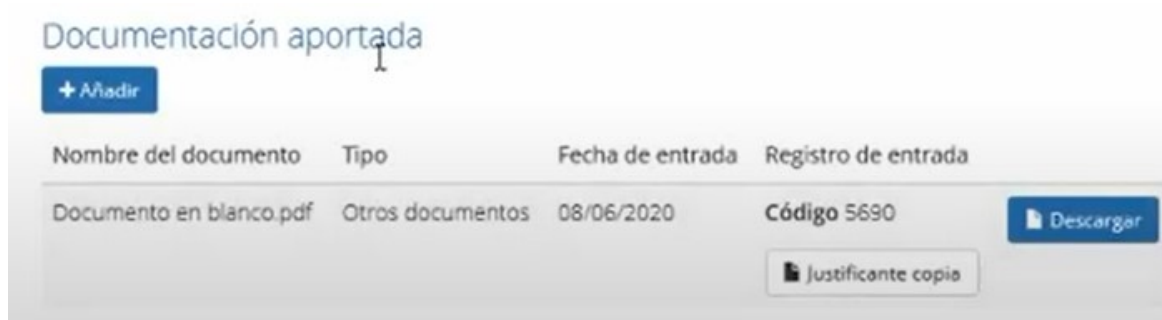 Documentación aportada
+ Añadir
Nombre del documento Tipo Fecha de entrada Registro de entrada
Documento en blanco.pdf Otros documentos 08/06/2020 Código 5690 Descargar
Justificante copia